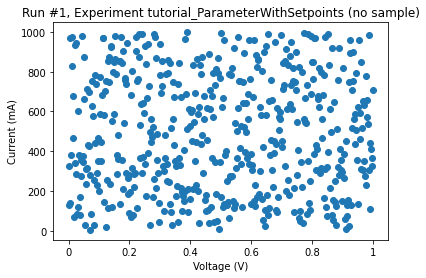 Run #1, Experiment tutorial_ParameterWithSetpoints (no sample)
1000
800
600
400
200
0
Current (mA)
0 0.2 0.4 0.6 0.8 1
Voltage (V)